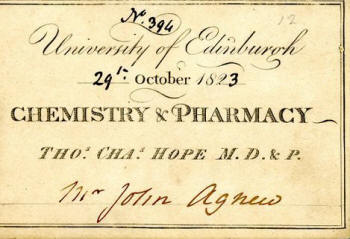 No. 394
12
University of Edinburgh
29th October 1823
CHEMISTRY & PHARMACY
THOs. CHAs. HOPE M.D. & P.
Mr John Agnew